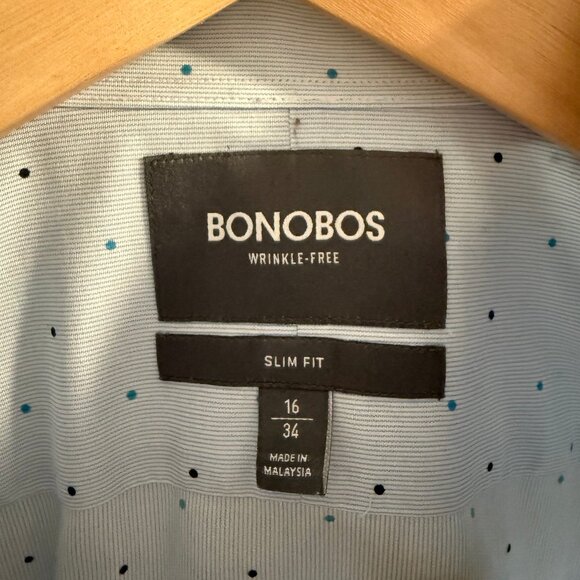 BONOBOS
WRINKLE-FREE
SLIM FIT
16
34
MADE IN
MALAYSIA